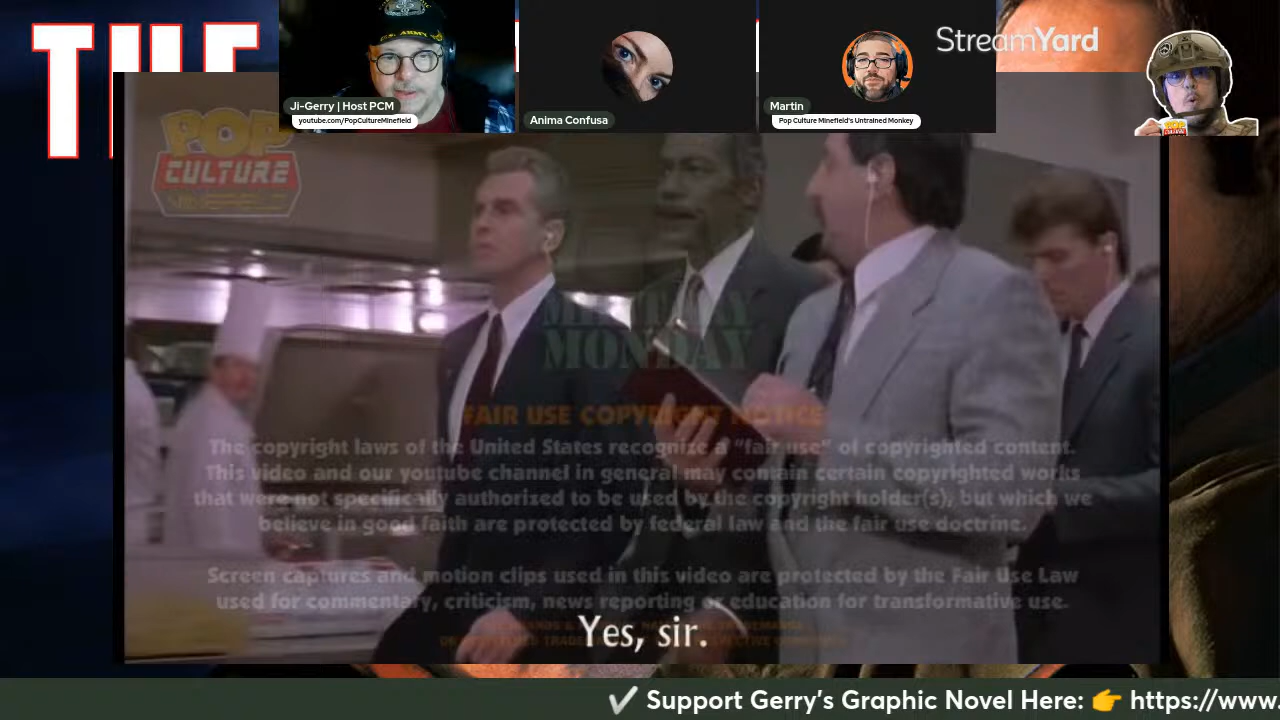 THE
StreamYard
Ji-Gerry | Host PCM
youtube.com/PopCultureMinefield
Anima Confusa
Martin
Pop Culture Minefield's Untrained Monkey
POP
CULTURE
MINEFIELD
POP
CULTURE
MILITARY
MONDAY
FAIR USE COPYRIGHT NOTICE
The copyright laws of the United States recognize a "fair use" of copyrighted content.
This video and our youtube channel in general may contain certain copyrighted works
that were not specifically authorized to be used by the copyright holder(s), but which we
believe in good faith are protected by federal law and the fair use doctrine.
Screen captures and motion clips used in this video are protected by the Fair Use Law
used for commentary, criticism, news reporting or education for transformative use.
Yes, sir.
✔ Support Gerry's Graphic Novel Here: 👉 https://www.